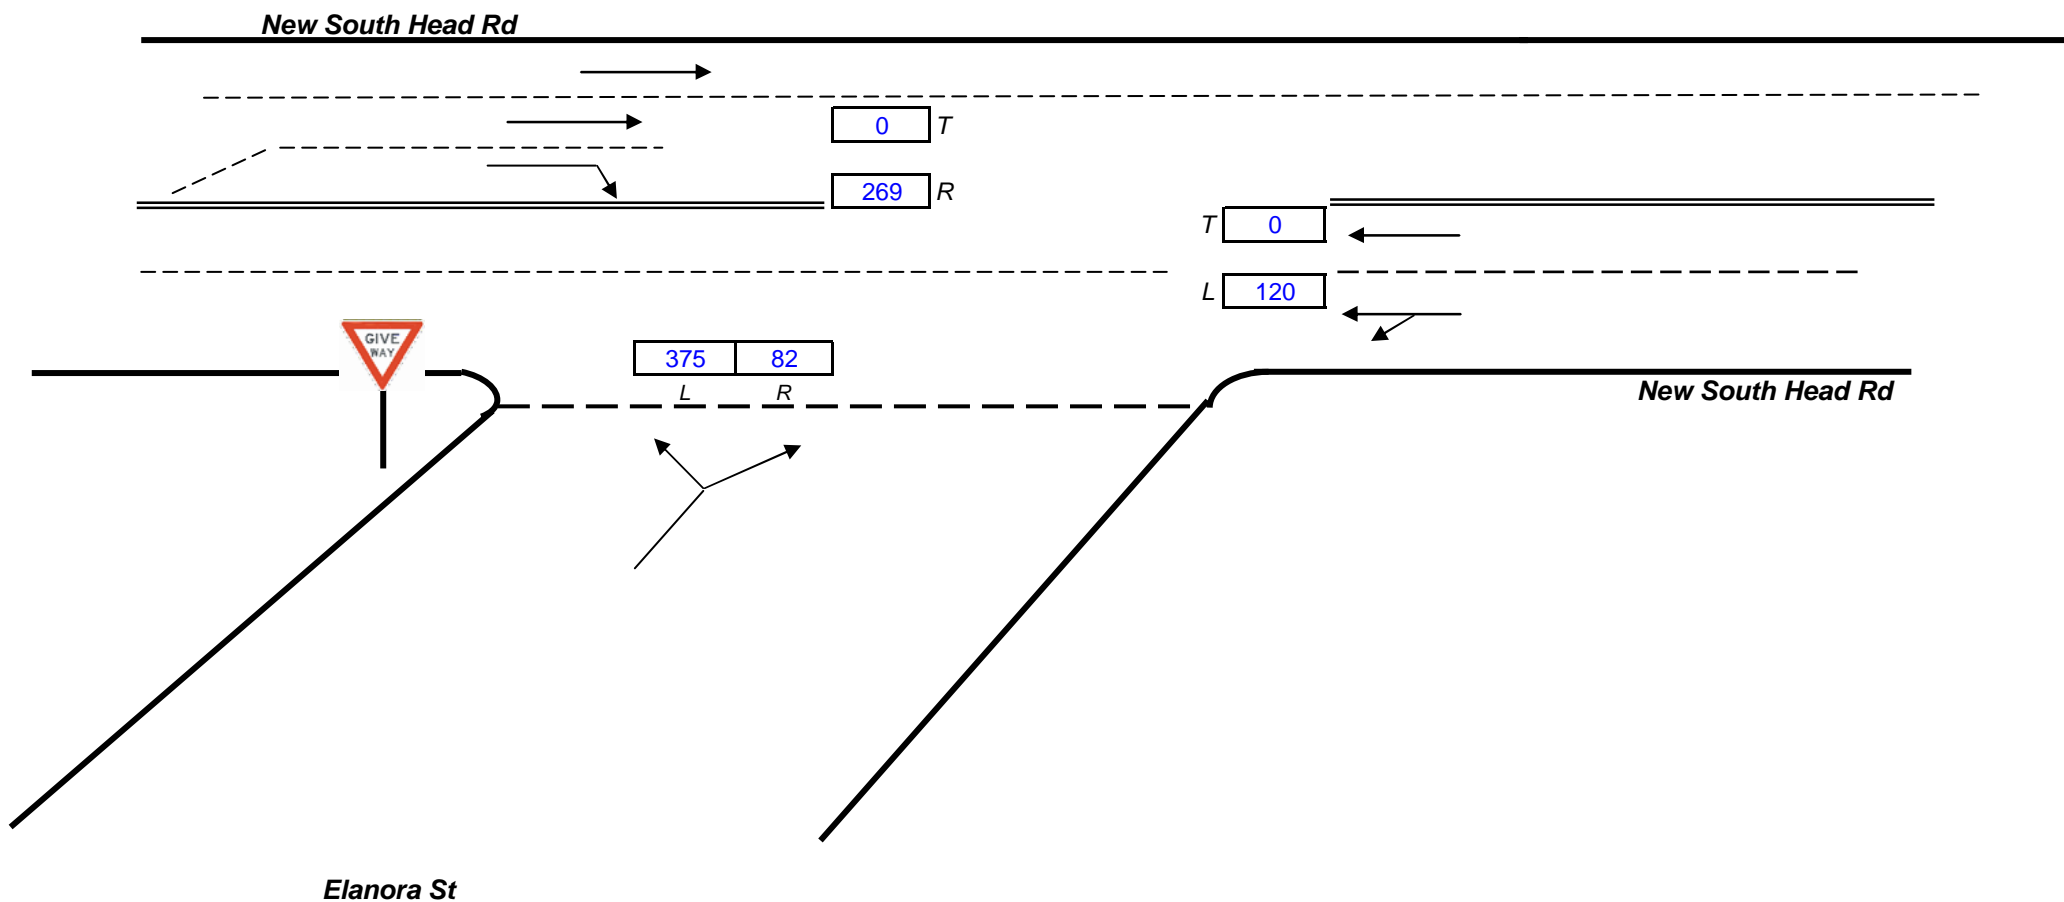 New South Head Rd
0 T
269 R
T 0
L 120
GIVE
WAY
375 82
L R
New South Head Rd
Elanora St